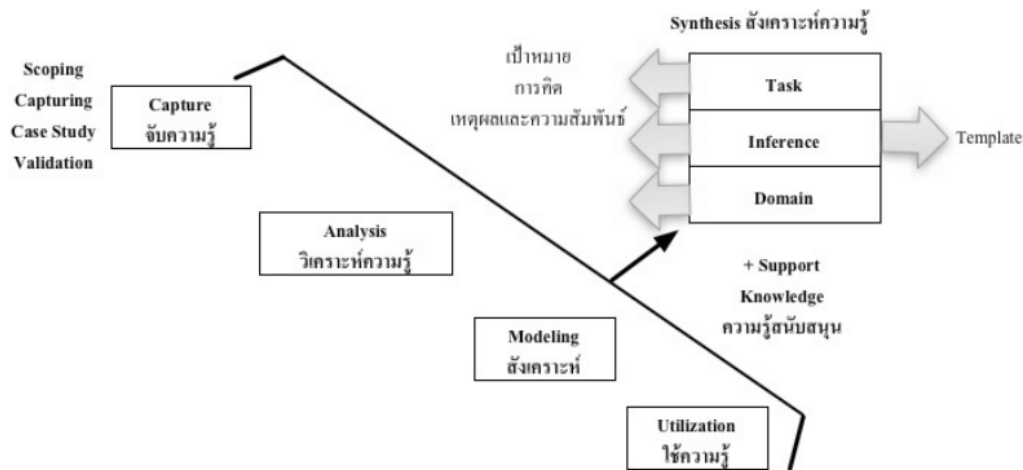 Synthesis สังเคราะห์ความรู้
เป้าหมาย
การคิด
เหตุผลและความสัมพันธ์
Task
Inference
Domain
Template
Scoping
Capturing
Case Study
Validation
Capture
จับความรู้
Analysis
วิเคราะห์ความรู้
+ Support
Knowledge
ความรู้สนับสนุน
Modeling
สังเคราะห์
Utilization
ใช้ความรู้